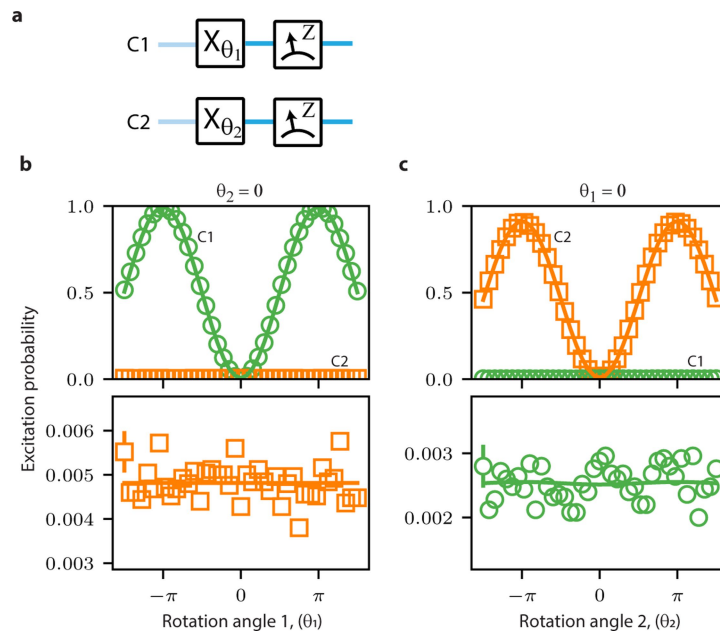 a
C1 Xθ₁ Z
C2 Xθ₂ Z
b
θ₂ = 0
1.0
0.5
0.0
C1
C2
0.006
0.005
0.004
0.003
Excitation probability
−π 0 π
Rotation angle 1, (θ₁)
c
θ₁ = 0
1.0
0.5
0.0
C2
C1
0.003
0.002
−π 0 π
Rotation angle 2, (θ₂)